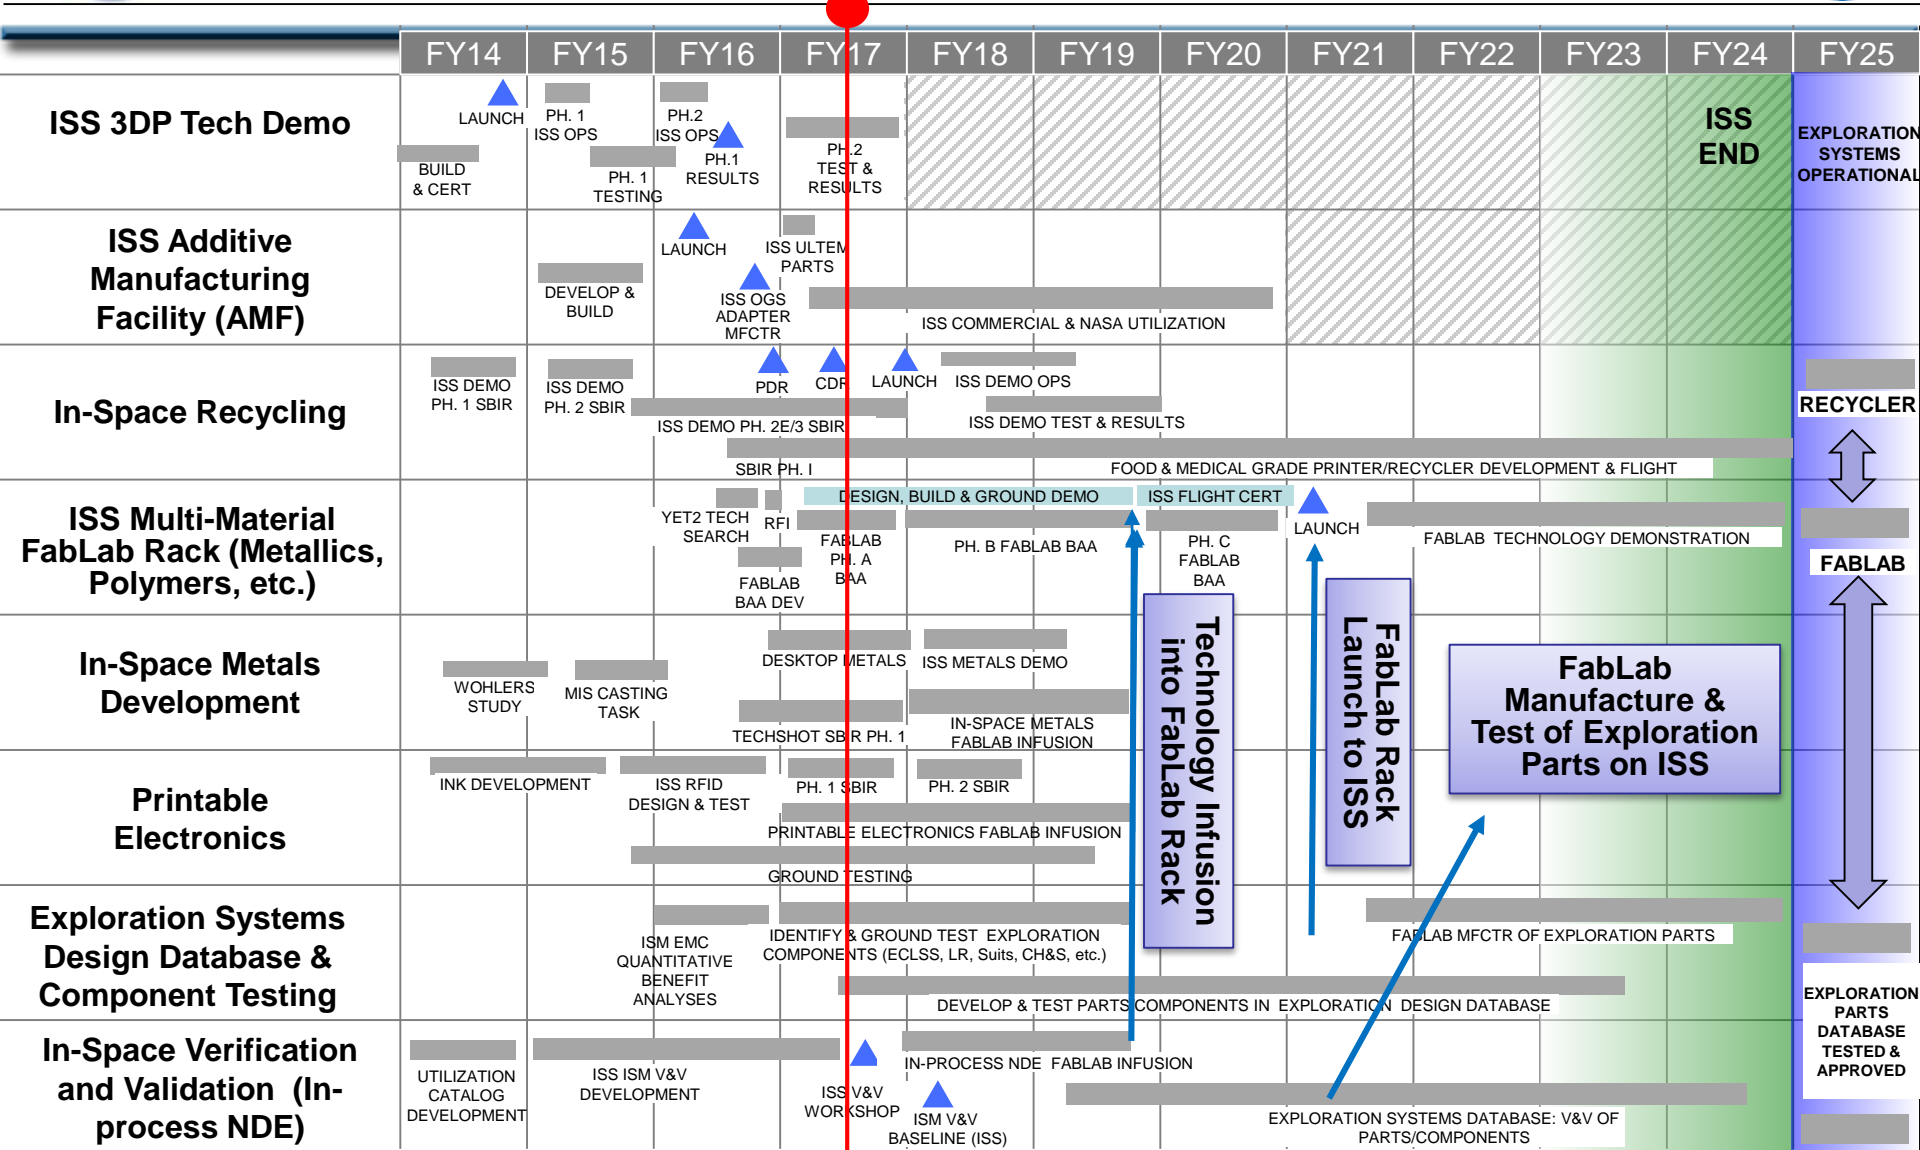 FY14 FY15 FY16 FY17 FY18 FY19 FY20 FY21 FY22 FY23 FY24 FY25
ISS 3DP Tech Demo
LAUNCH
BUILD
& CERT
PH. 1
ISS OPS
PH. 1
TESTING
PH.2
ISS OPS
PH.1
RESULTS
PH.2
TEST &
RESULTS
ISS
END
EXPLORATION
SYSTEMS
OPERATIONAL
ISS Additive
Manufacturing
Facility (AMF)
DEVELOP &
BUILD
LAUNCH
ISS OGS
ADAPTER
MFCTR
ISS ULTEM
PARTS
ISS COMMERCIAL & NASA UTILIZATION
In-Space Recycling
ISS DEMO
PH. 1 SBIR
ISS DEMO
PH. 2 SBIR
PDR
CDR
LAUNCH
ISS DEMO OPS
ISS DEMO PH. 2E/3 SBIR
ISS DEMO TEST & RESULTS
SBIR PH. I
FOOD & MEDICAL GRADE PRINTER/RECYCLER DEVELOPMENT & FLIGHT
RECYCLER
ISS Multi-Material
FabLab Rack (Metallics,
Polymers, etc.)
YET2 TECH
SEARCH
RFI
FABLAB
BAA DEV
DESIGN, BUILD & GROUND DEMO
ISS FLIGHT CERT
FABLAB
PH. A
BAA
PH. B FABLAB BAA
PH. C
FABLAB
BAA
LAUNCH
FABLAB TECHNOLOGY DEMONSTRATION
FABLAB
In-Space Metals
Development
WOHLERS
STUDY
MIS CASTING
TASK
DESKTOP METALS
TECHSHOT SBIR PH. 1
ISS METALS DEMO
IN-SPACE METALS
FABLAB INFUSION
Technology Infusion
into FabLab Rack
FabLab Rack
Launch to ISS
FabLab
Manufacture &
Test of Exploration
Parts on ISS
Printable
Electronics
INK DEVELOPMENT
ISS RFID
DESIGN & TEST
PH. 1 SBIR
PH. 2 SBIR
PRINTABLE ELECTRONICS FABLAB INFUSION
GROUND TESTING
Exploration Systems
Design Database &
Component Testing
ISM EMC
QUANTITATIVE
BENEFIT
ANALYSES
IDENTIFY & GROUND TEST EXPLORATION
COMPONENTS (ECLSS, LR, Suits, CH&S, etc.)
FABLAB MFCTR OF EXPLORATION PARTS
DEVELOP & TEST PARTS/COMPONENTS IN EXPLORATION DESIGN DATABASE
EXPLORATION
PARTS
DATABASE
TESTED &
APPROVED
In-Space Verification
and Validation (In-
process NDE)
UTILIZATION
CATALOG
DEVELOPMENT
ISS ISM V&V
DEVELOPMENT
ISS V&V
WORKSHOP
IN-PROCESS NDE FABLAB INFUSION
ISM V&V
BASELINE (ISS)
EXPLORATION SYSTEMS DATABASE: V&V OF
PARTS/COMPONENTS